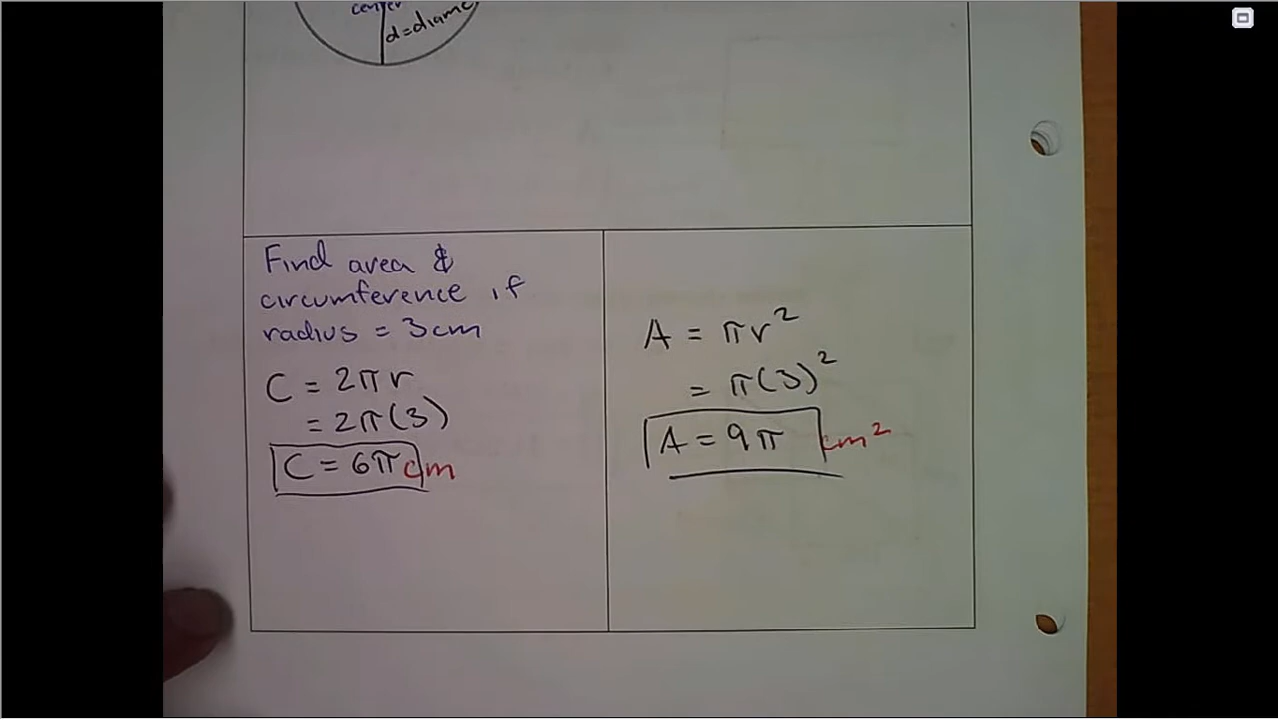 center
d=diame
Find area &
circumference if
radius = 3cm
C = 2πr
= 2π(3)
C = 6π cm
A = πr²
= π(3)²
A = 9π cm²